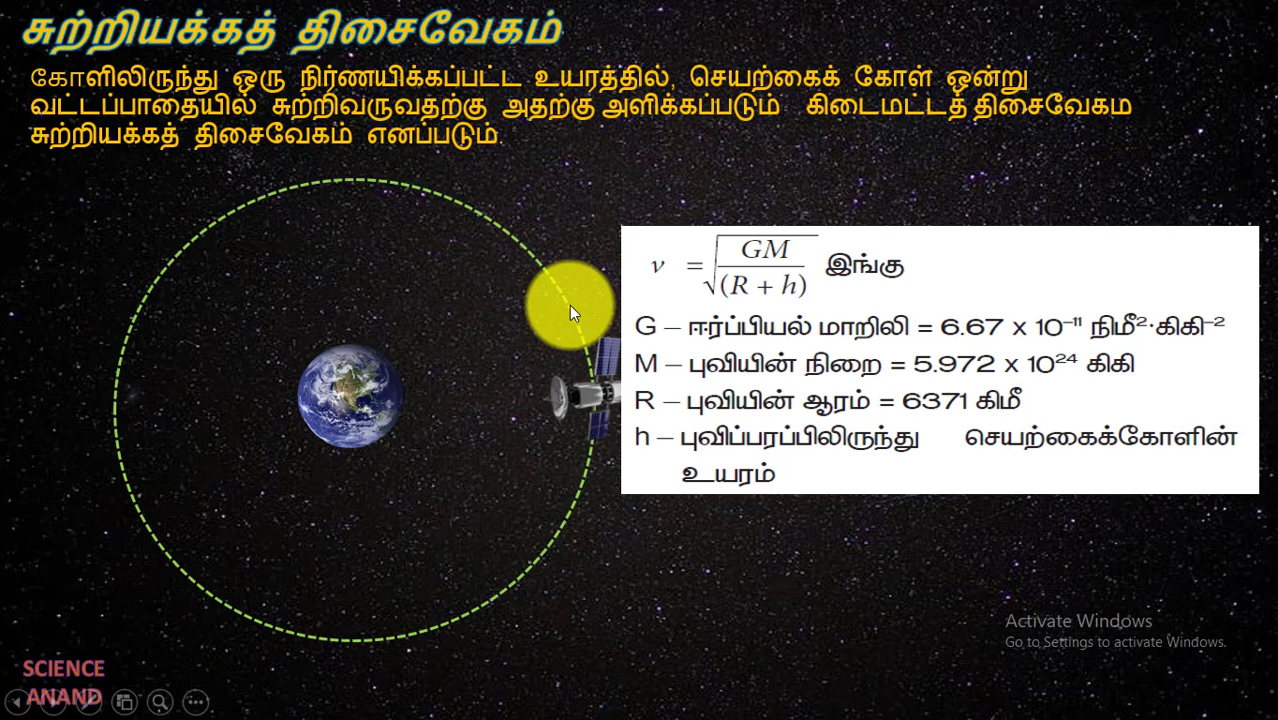 சுற்றியக்கத் திசைவேகம்
கோளிலிருந்து ஒரு நிர்ணயிக்கப்பட்ட உயரத்தில், செயற்கைக் கோள் ஒன்று
வட்டப்பாதையில் சுற்றிவருவதற்கு அதற்கு அளிக்கப்படும் கிடைமட்டத் திசைவேகம
சுற்றியக்கத் திசைவேகம் எனப்படும்.
v = √GM/(R + h) இங்கு
G – ஈர்ப்பியல் மாறிலி = 6.67 x 10⁻¹¹ நிமீ²·கிகி⁻²
M – புவியின் நிறை = 5.972 x 10²⁴ கிகி
R – புவியின் ஆரம் = 6371 கிமீ
h – புவிப்பரப்பிலிருந்து செயற்கைக்கோளின்
உயரம்
Activate Windows
Go to Settings to activate Windows.
SCIENCE
ANAND